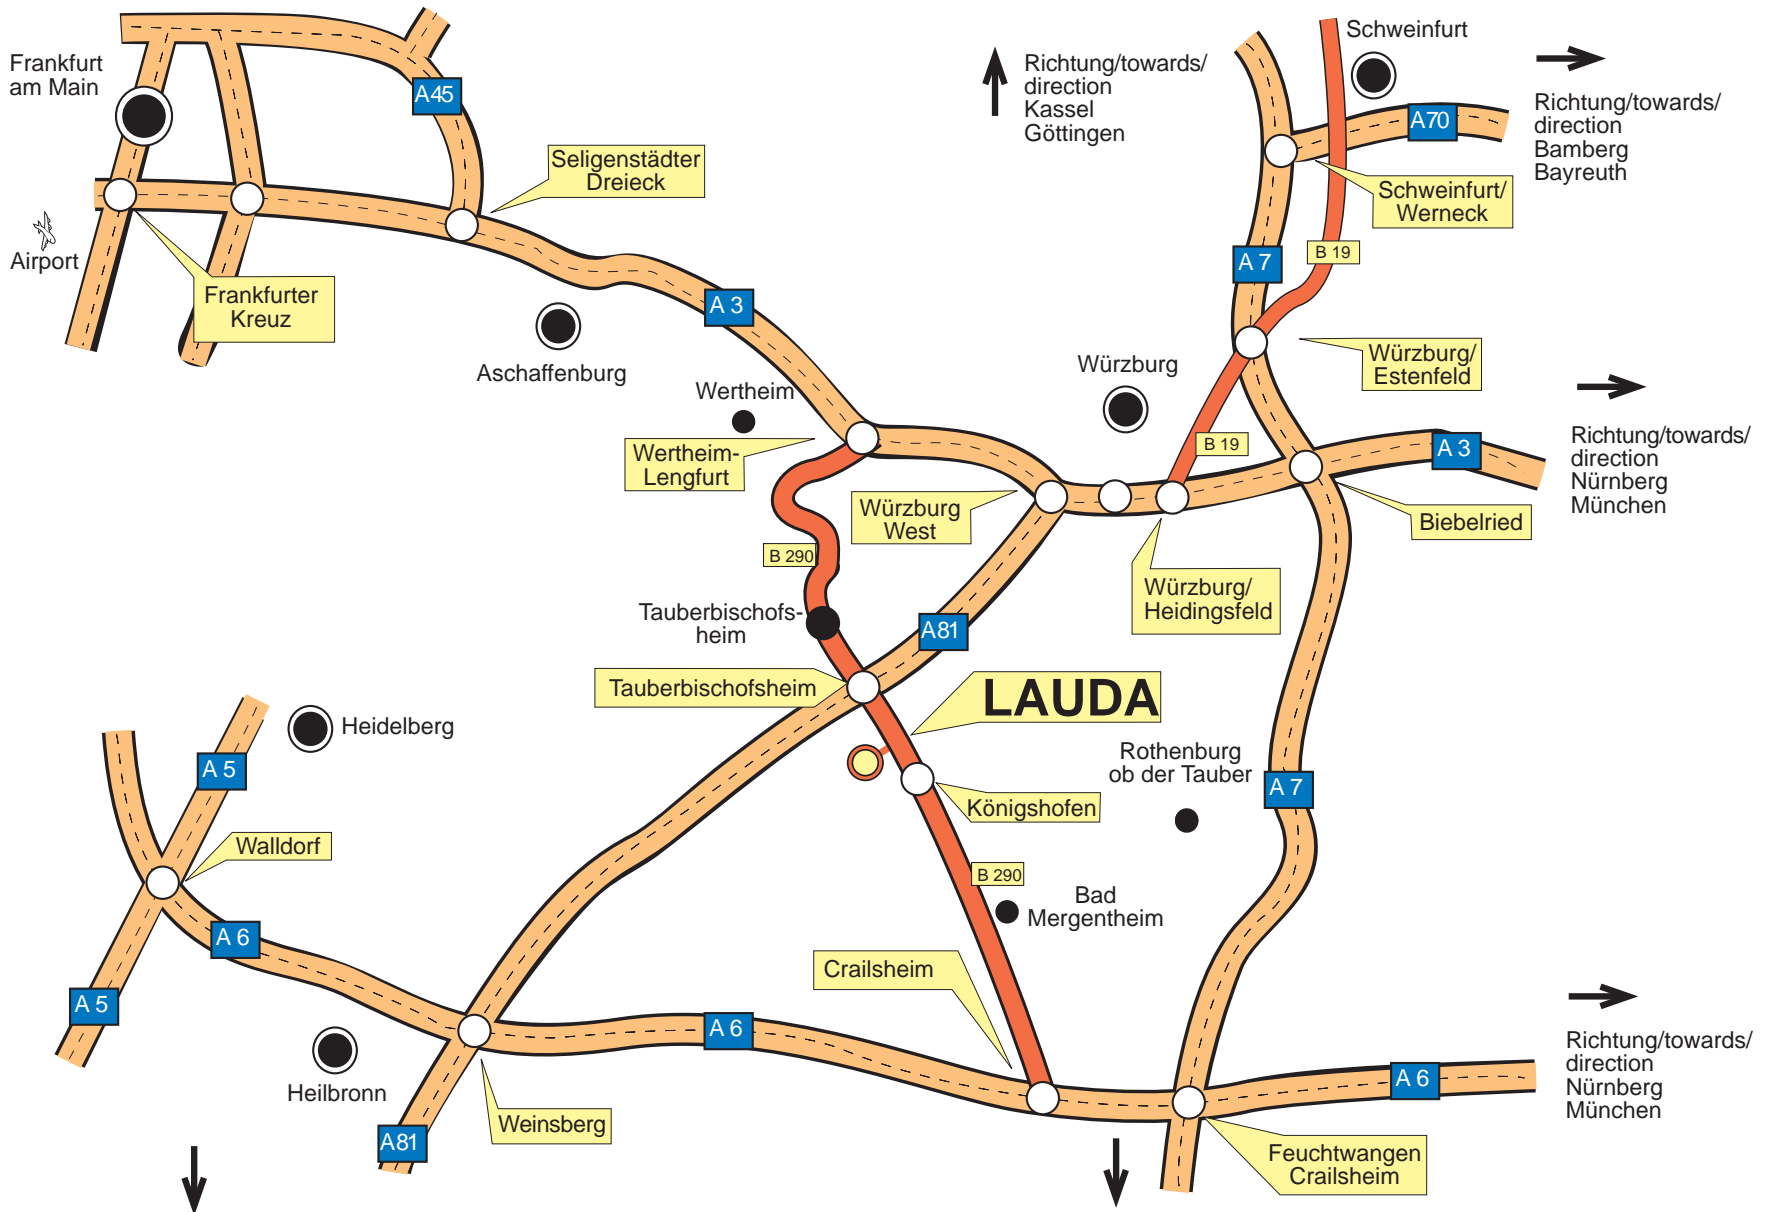 Frankfurt
am Main
A45
Seligenstädter
Dreieck
Airport
Frankfurter
Kreuz
A 3
Aschaffenburg
Wertheim
Wertheim-
Lengfurt
Richtung/towards/
direction
Kassel
Göttingen
Schweinfurt
A70
Richtung/towards/
direction
Bamberg
Bayreuth
Schweinfurt/
Werneck
A 7
B 19
Würzburg/
Estenfeld
Würzburg
B 19
A 3
Richtung/towards/
direction
Nürnberg
München
Würzburg
West
Biebelried
B 290
Würzburg/
Heidingsfeld
Tauberbischofs-
heim
A81
Tauberbischofsheim
LAUDA
Heidelberg
A 5
Rothenburg
ob der Tauber
A 7
Königshofen
Walldorf
B 290
Bad
Mergentheim
A 6
Crailsheim
A 5
A 6
Heilbronn
Weinsberg
A81
A 6
Richtung/towards/
direction
Nürnberg
München
Feuchtwangen
Crailsheim